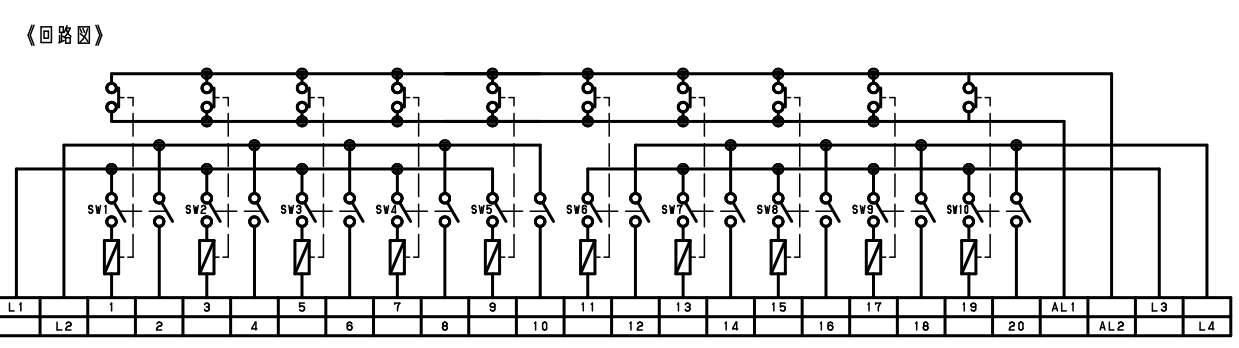 《回路図》
SW1 SW2 SW3 SW4 SW5 SW6 SW7 SW8 SW9 SW10
L1 1 3 5 7 9 11 13 15 17 19 AL1 L3
L2 2 4 6 8 10 12 14 16 18 20 AL2 L4